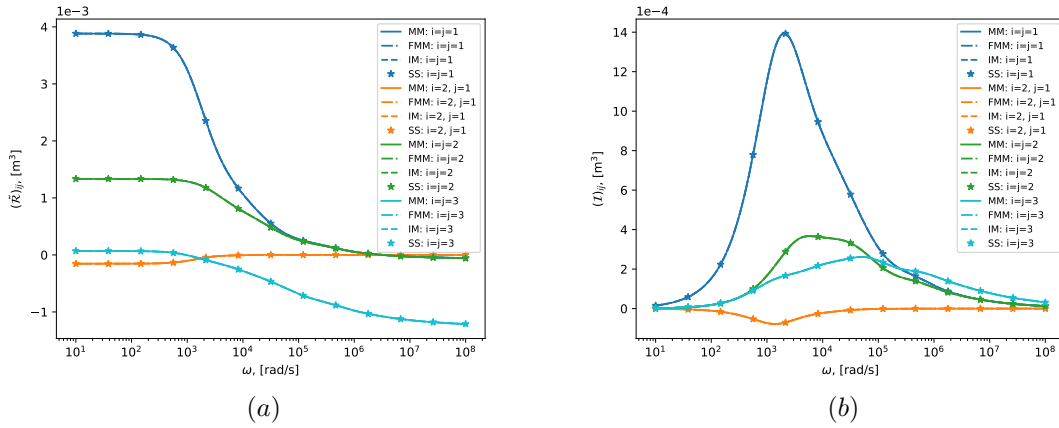 1e−3
4
3
2
1
0
−1
(R̃)ij, [m³]
10¹ 10² 10³ 10⁴ 10⁵ 10⁶ 10⁷ 10⁸
ω, [rad/s]
MM: i=j=1
FMM: i=j=1
IM: i=j=1
SS: i=j=1
MM: i=2, j=1
FMM: i=2, j=1
IM: i=2, j=1
SS: i=2, j=1
MM: i=j=2
FMM: i=j=2
IM: i=j=2
SS: i=j=2
MM: i=j=3
FMM: i=j=3
IM: i=j=3
SS: i=j=3
(a)
1e−4
14
12
10
8
6
4
2
0
(I)ij, [m³]
10¹ 10² 10³ 10⁴ 10⁵ 10⁶ 10⁷ 10⁸
ω, [rad/s]
MM: i=j=1
FMM: i=j=1
IM: i=j=1
SS: i=j=1
MM: i=2, j=1
FMM: i=2, j=1
IM: i=2, j=1
SS: i=2, j=1
MM: i=j=2
FMM: i=j=2
IM: i=j=2
SS: i=j=2
MM: i=j=3
FMM: i=j=3
IM: i=j=3
SS: i=j=3
(b)